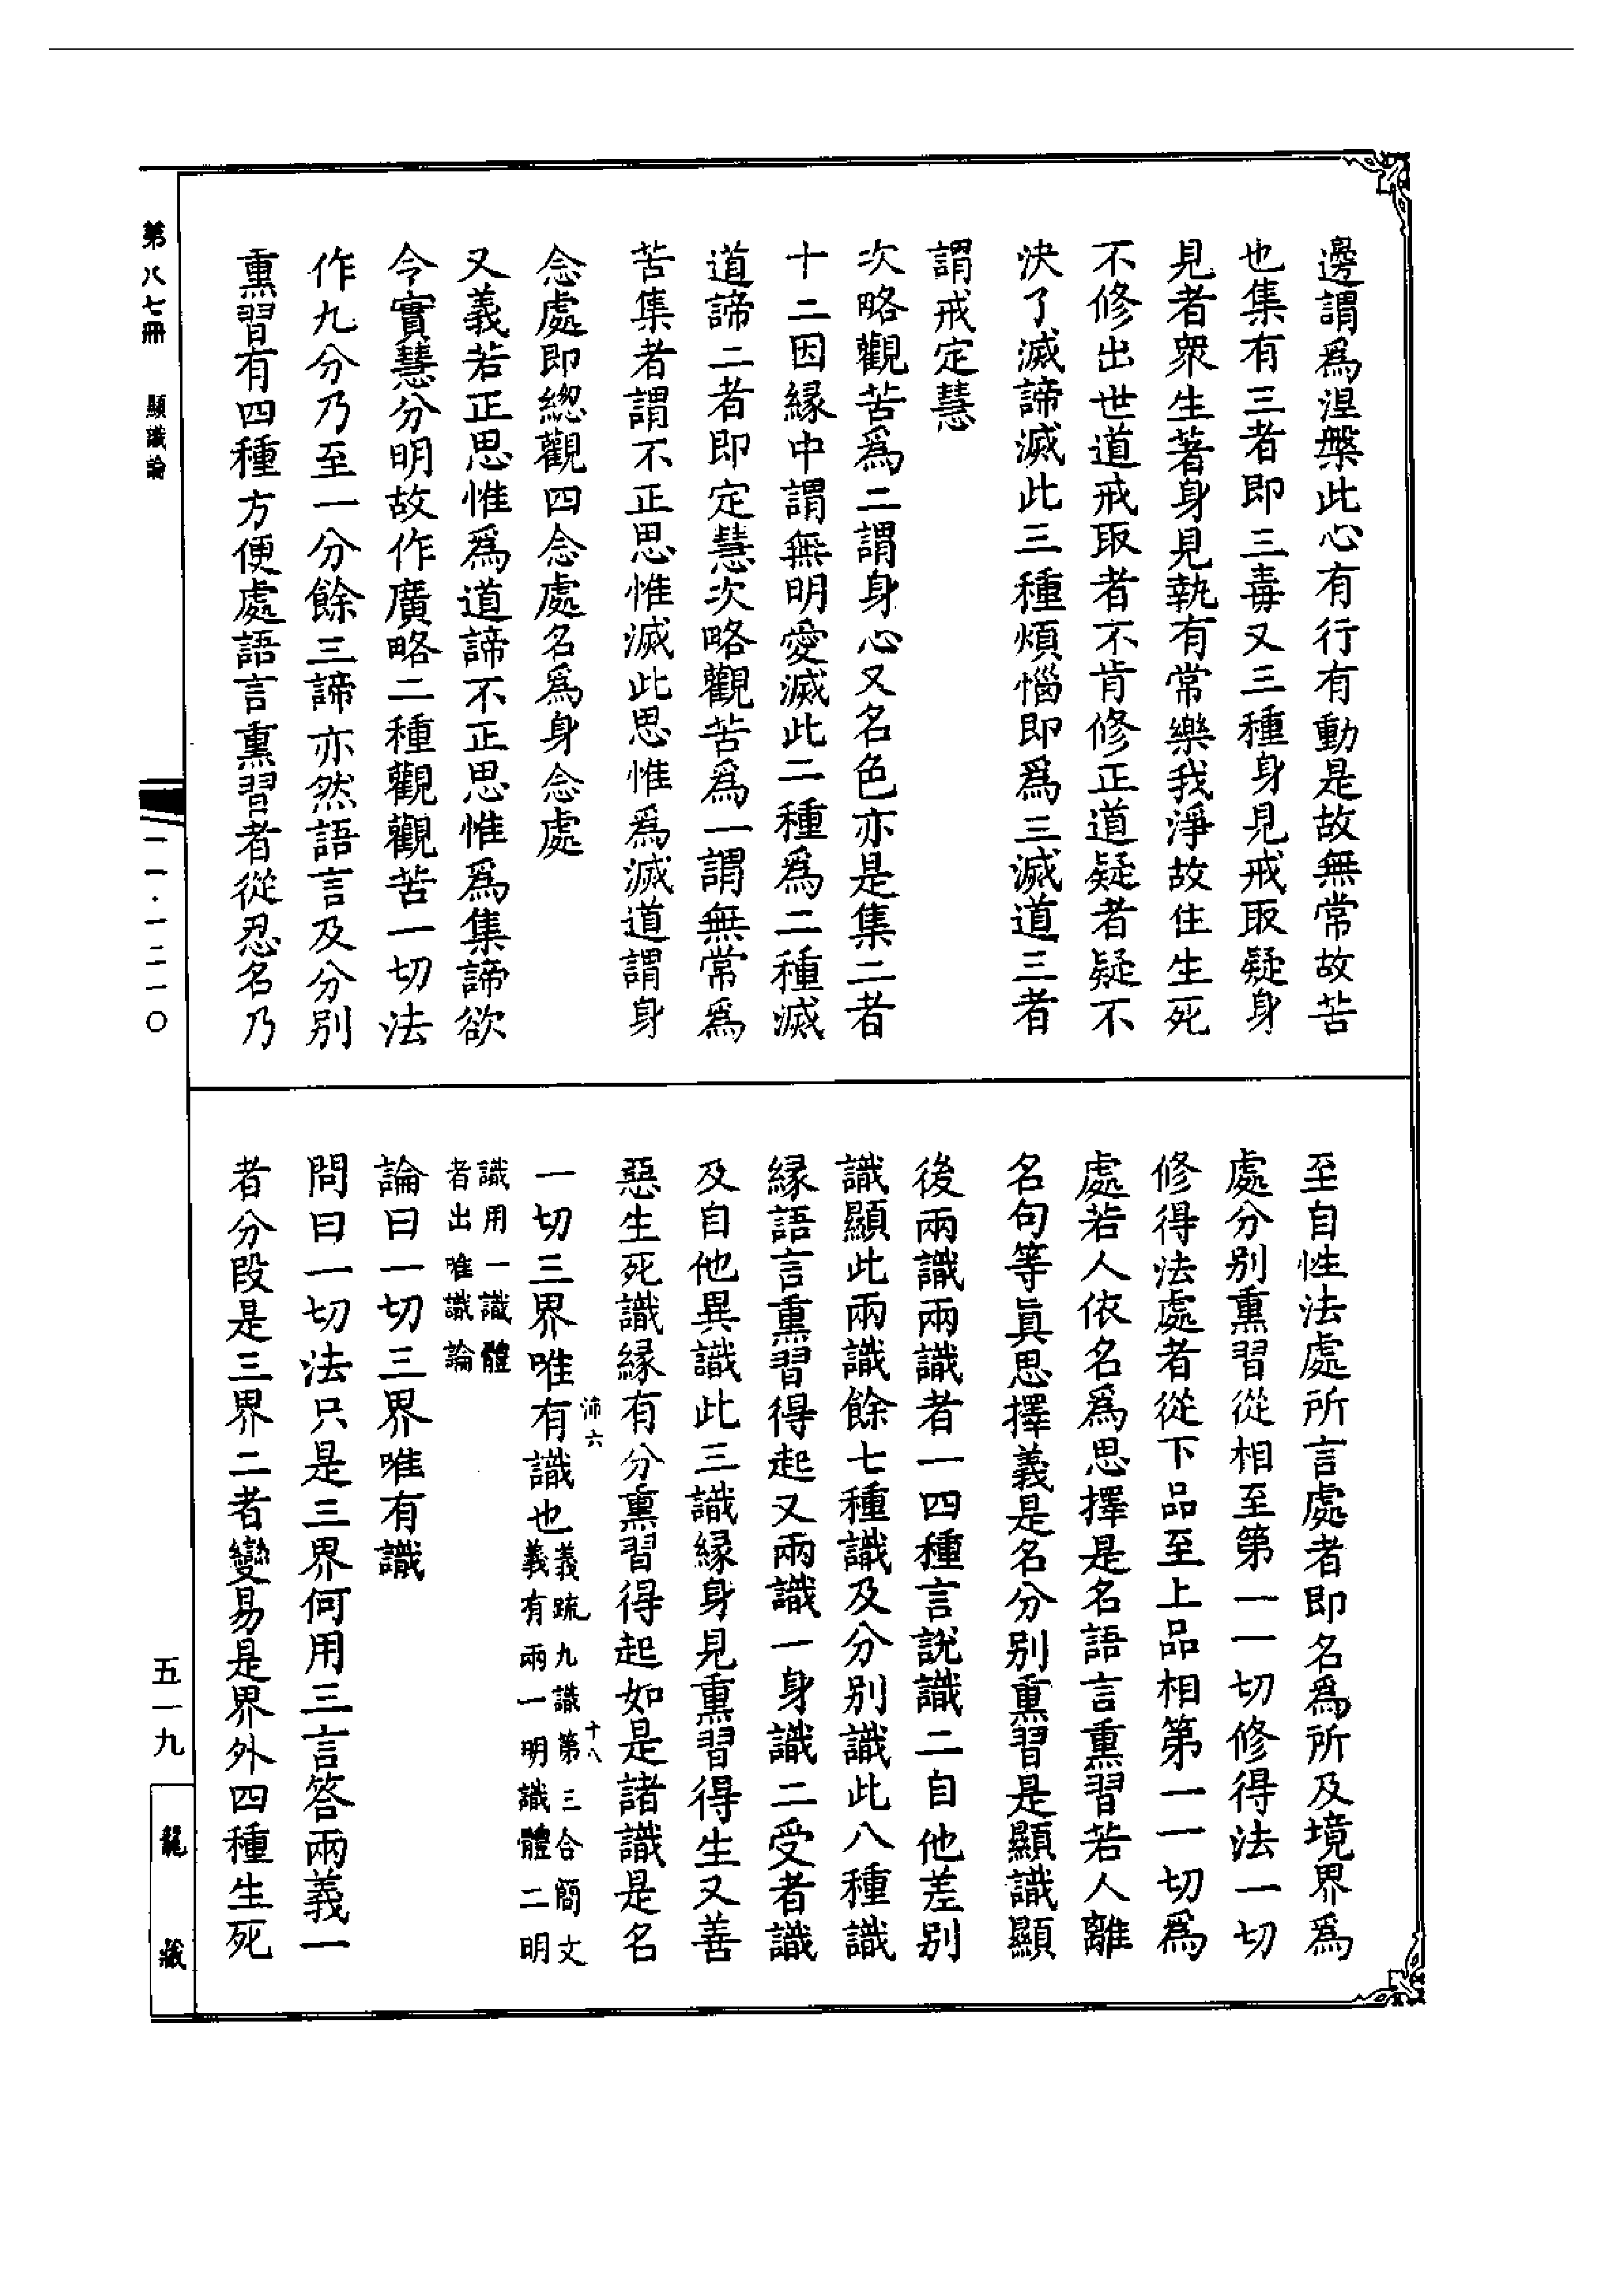 邊謂爲涅槃此心有行有動是故無常故苦
也集有三者即三毒又三種身見戒取疑身
見者衆生著身見執有常樂我淨故住生死
不修出世道戒取者不肯修正道疑者疑不
決了滅諦滅此三種煩惱即爲三滅道三者
謂戒定慧
次略觀苦爲二謂身心又名色亦是集二者
十二因緣中謂無明愛滅此二種爲二種滅
道諦二者即定慧次略觀苦爲一謂無常爲
苦集者謂不正思惟滅此思惟爲滅道謂身
念處即總觀四念處名爲身念處
又義若正思惟爲道諦不正思惟爲集諦欲
令實慧分明故作廣略二種觀觀苦一切法
作九分乃至一分餘三諦亦然語言及分別
熏習有四種方便處語言熏習者從忍名乃
至自性法處所言處者即名爲所及境界爲
處分別熏習從相至第一一切修得法一切
修得法處者從下品至上品相第一一切爲
處若人依名爲思擇是名語言熏習若人離
名句等眞思擇義是名分別熏習是顯識顯
後兩識兩識者一四種言説識二自他差別
識顯此兩識餘七種識及分別識此八種識
緣語言熏習得起又兩識一身識二受者識
及自他異識此三識緣身見熏習得生又善
惡生死識緣有分熏習得起如是諸識是名
沛六
十八
一切三界唯有識也義疏九識第三合簡文
義有兩一明識體二明
識用一識體
者出唯識論
論曰一切三界唯有識
問曰一切法只是三界何用三言答兩義一
者分段是三界二者變易是界外四種生死
第八七冊　顯識論
一一·一二一〇
五一九
龍藏